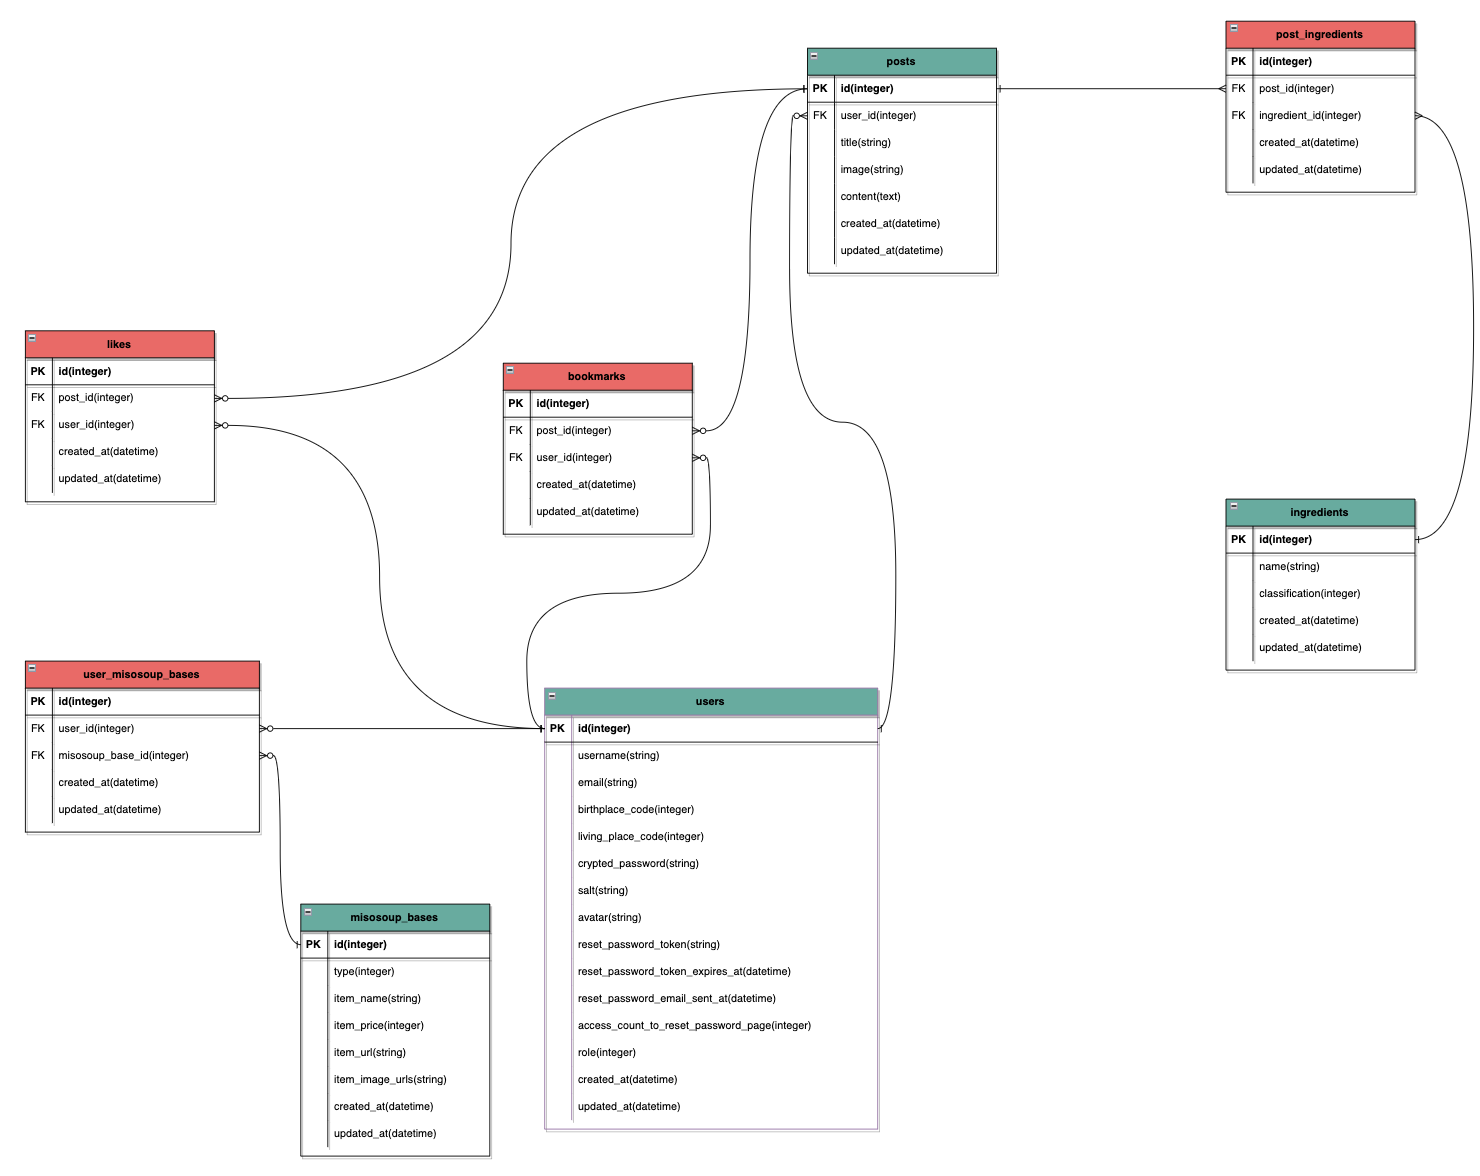 post_ingredients
PK id(integer)
FK post_id(integer)
FK ingredient_id(integer)
created_at(datetime)
updated_at(datetime)
posts
PK id(integer)
FK user_id(integer)
title(string)
image(string)
content(text)
created_at(datetime)
updated_at(datetime)
likes
PK id(integer)
FK post_id(integer)
FK user_id(integer)
created_at(datetime)
updated_at(datetime)
bookmarks
PK id(integer)
FK post_id(integer)
FK user_id(integer)
created_at(datetime)
updated_at(datetime)
ingredients
PK id(integer)
name(string)
classification(integer)
created_at(datetime)
updated_at(datetime)
user_misosoup_bases
PK id(integer)
FK user_id(integer)
FK misosoup_base_id(integer)
created_at(datetime)
updated_at(datetime)
users
PK id(integer)
username(string)
email(string)
birthplace_code(integer)
living_place_code(integer)
crypted_password(string)
salt(string)
avatar(string)
reset_password_token(string)
reset_password_token_expires_at(datetime)
reset_password_email_sent_at(datetime)
access_count_to_reset_password_page(integer)
role(integer)
created_at(datetime)
updated_at(datetime)
misosoup_bases
PK id(integer)
type(integer)
item_name(string)
item_price(integer)
item_url(string)
item_image_urls(string)
created_at(datetime)
updated_at(datetime)